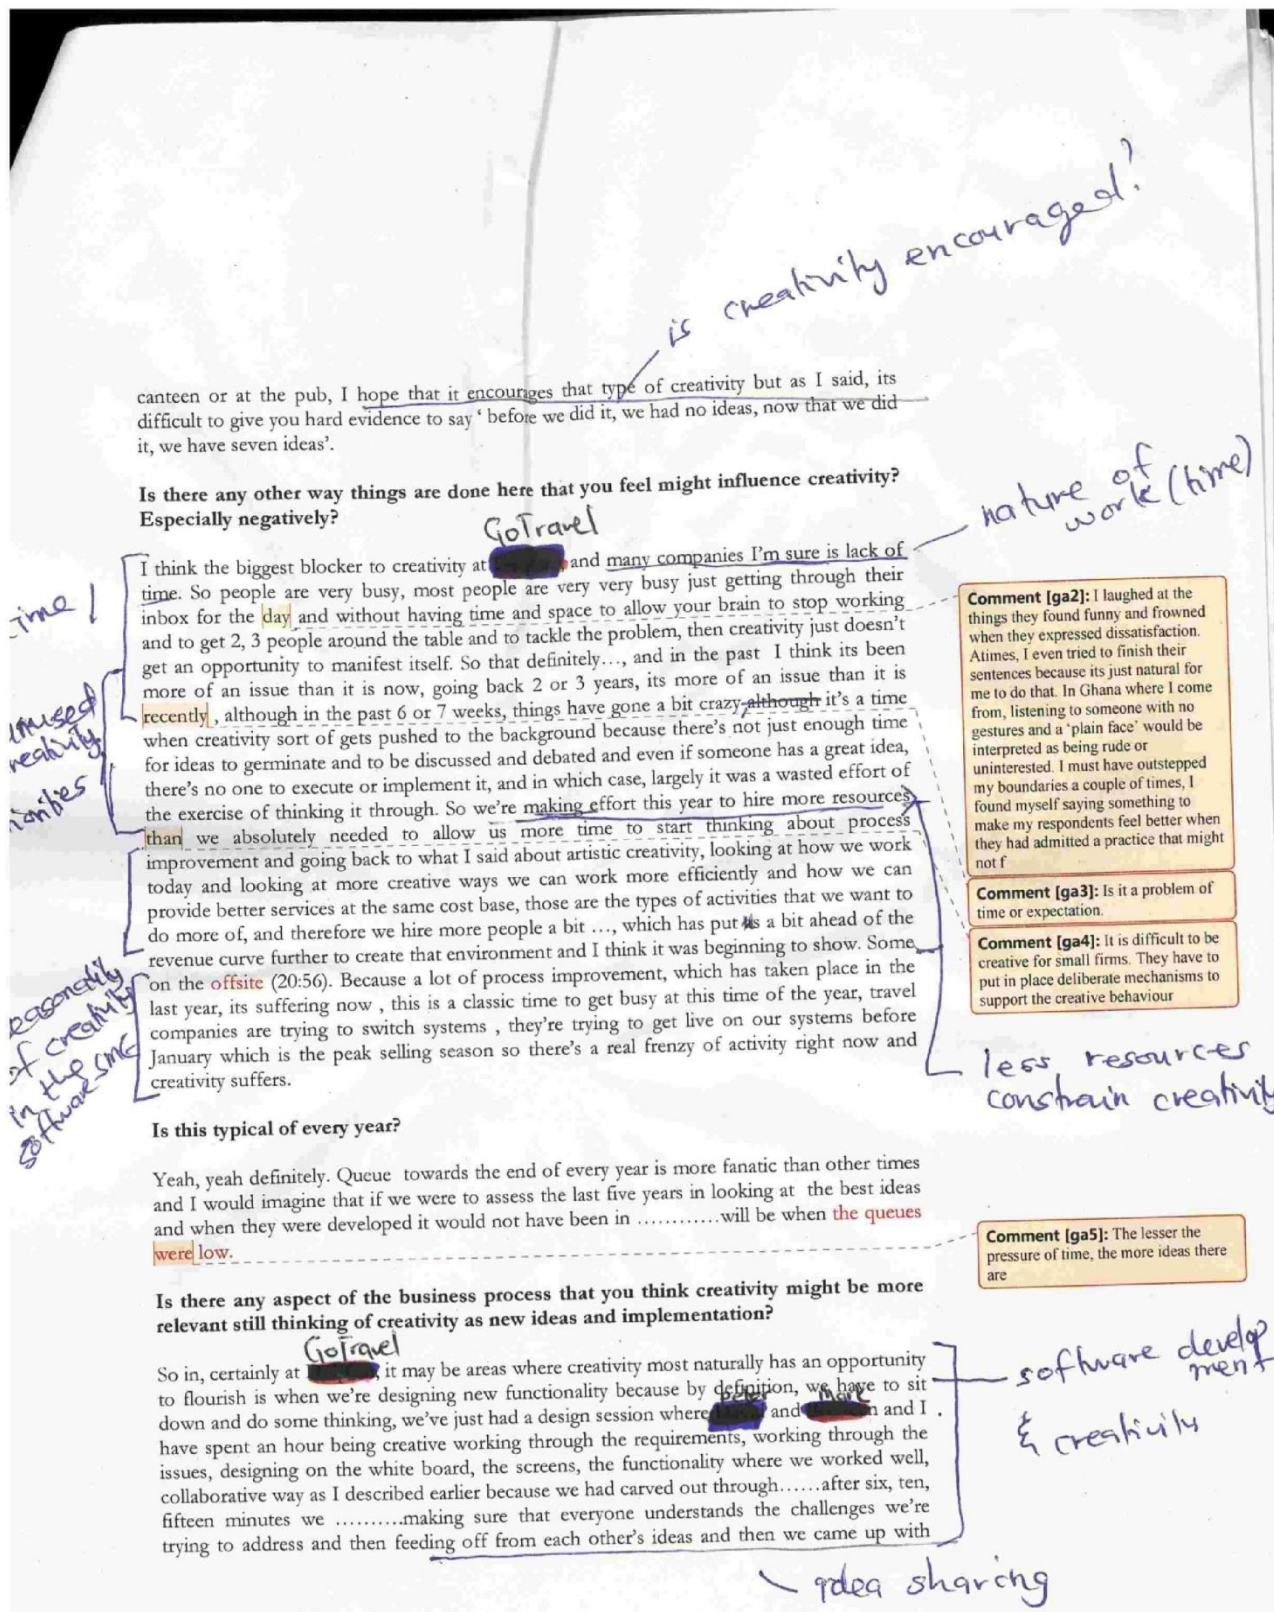 is creativity encouraged?
canteen or at the pub, I hope that it encourages that type of creativity but as I said, its
difficult to give you hard evidence to say ‘ before we did it, we had no ideas, now that we did
it, we have seven ideas’.
Is there any other way things are done here that you feel might influence creativity?
Especially negatively?
nature of
work (time)
GoTravel
I think the biggest blocker to creativity at and many companies I’m sure is lack of
time. So people are very busy, most people are very very busy just getting through their
inbox for the day and without having time and space to allow your brain to stop working
and to get 2, 3 people around the table and to tackle the problem, then creativity just doesn’t
get an opportunity to manifest itself. So that definitely…, and in the past I think its been
more of an issue than it is now, going back 2 or 3 years, its more of an issue than it is
recently , although in the past 6 or 7 weeks, things have gone a bit crazy although it’s a time
when creativity sort of gets pushed to the background because there’s not just enough time
for ideas to germinate and to be discussed and debated and even if someone has a great idea,
there’s no one to execute or implement it, and in which case, largely it was a wasted effort of
the exercise of thinking it through. So we’re making effort this year to hire more resources
than we absolutely needed to allow us more time to start thinking about process
improvement and going back to what I said about artistic creativity, looking at how we work
today and looking at more creative ways we can work more efficiently and how we can
provide better services at the same cost base, those are the types of activities that we want to
do more of, and therefore we hire more people a bit …, which has put us a bit ahead of the
revenue curve further to create that environment and I think it was beginning to show. Some
on the offsite (20:56). Because a lot of process improvement, which has taken place in the
last year, its suffering now , this is a classic time to get busy at this time of the year, travel
companies are trying to switch systems , they’re trying to get live on our systems before
January which is the peak selling season so there’s a real frenzy of activity right now and
creativity suffers.
time
of creativity
in the SME
software
Comment [ga2]: I laughed at the
things they found funny and frowned
when they expressed dissatisfaction.
Atimes, I even tried to finish their
sentences because its just natural for
me to do that. In Ghana where I come
from, listening to someone with no
gestures and a ‘plain face’ would be
interpreted as being rude or
uninterested. I must have outstepped
my boundaries a couple of times, I
found myself saying something to
make my respondents feel better when
they had admitted a practice that might
not f
Comment [ga3]: Is it a problem of
time or expectation.
Comment [ga4]: It is difficult to be
creative for small firms. They have to
put in place deliberate mechanisms to
support the creative behaviour
less resources
constrain creativity
Is this typical of every year?
Yeah, yeah definitely. Queue towards the end of every year is more fanatic than other times
and I would imagine that if we were to assess the last five years in looking at the best ideas
and when they were developed it would not have been in …………will be when the queues
were low.
Comment [ga5]: The lesser the
pressure of time, the more ideas there
are
Is there any aspect of the business process that you think creativity might be more
relevant still thinking of creativity as new ideas and implementation?
GoTravel
So in, certainly at it may be areas where creativity most naturally has an opportunity
to flourish is when we’re designing new functionality because by definition, we have to sit
Peter Mark
down and do some thinking, we’ve just had a design session where and and I .
have spent an hour being creative working through the requirements, working through the
issues, designing on the white board, the screens, the functionality where we worked well,
collaborative way as I described earlier because we had carved out through……after six, ten,
fifteen minutes we ……….making sure that everyone understands the challenges we’re
trying to address and then feeding off from each other’s ideas and then we came up with
software develop
ment
& creativity
idea sharing